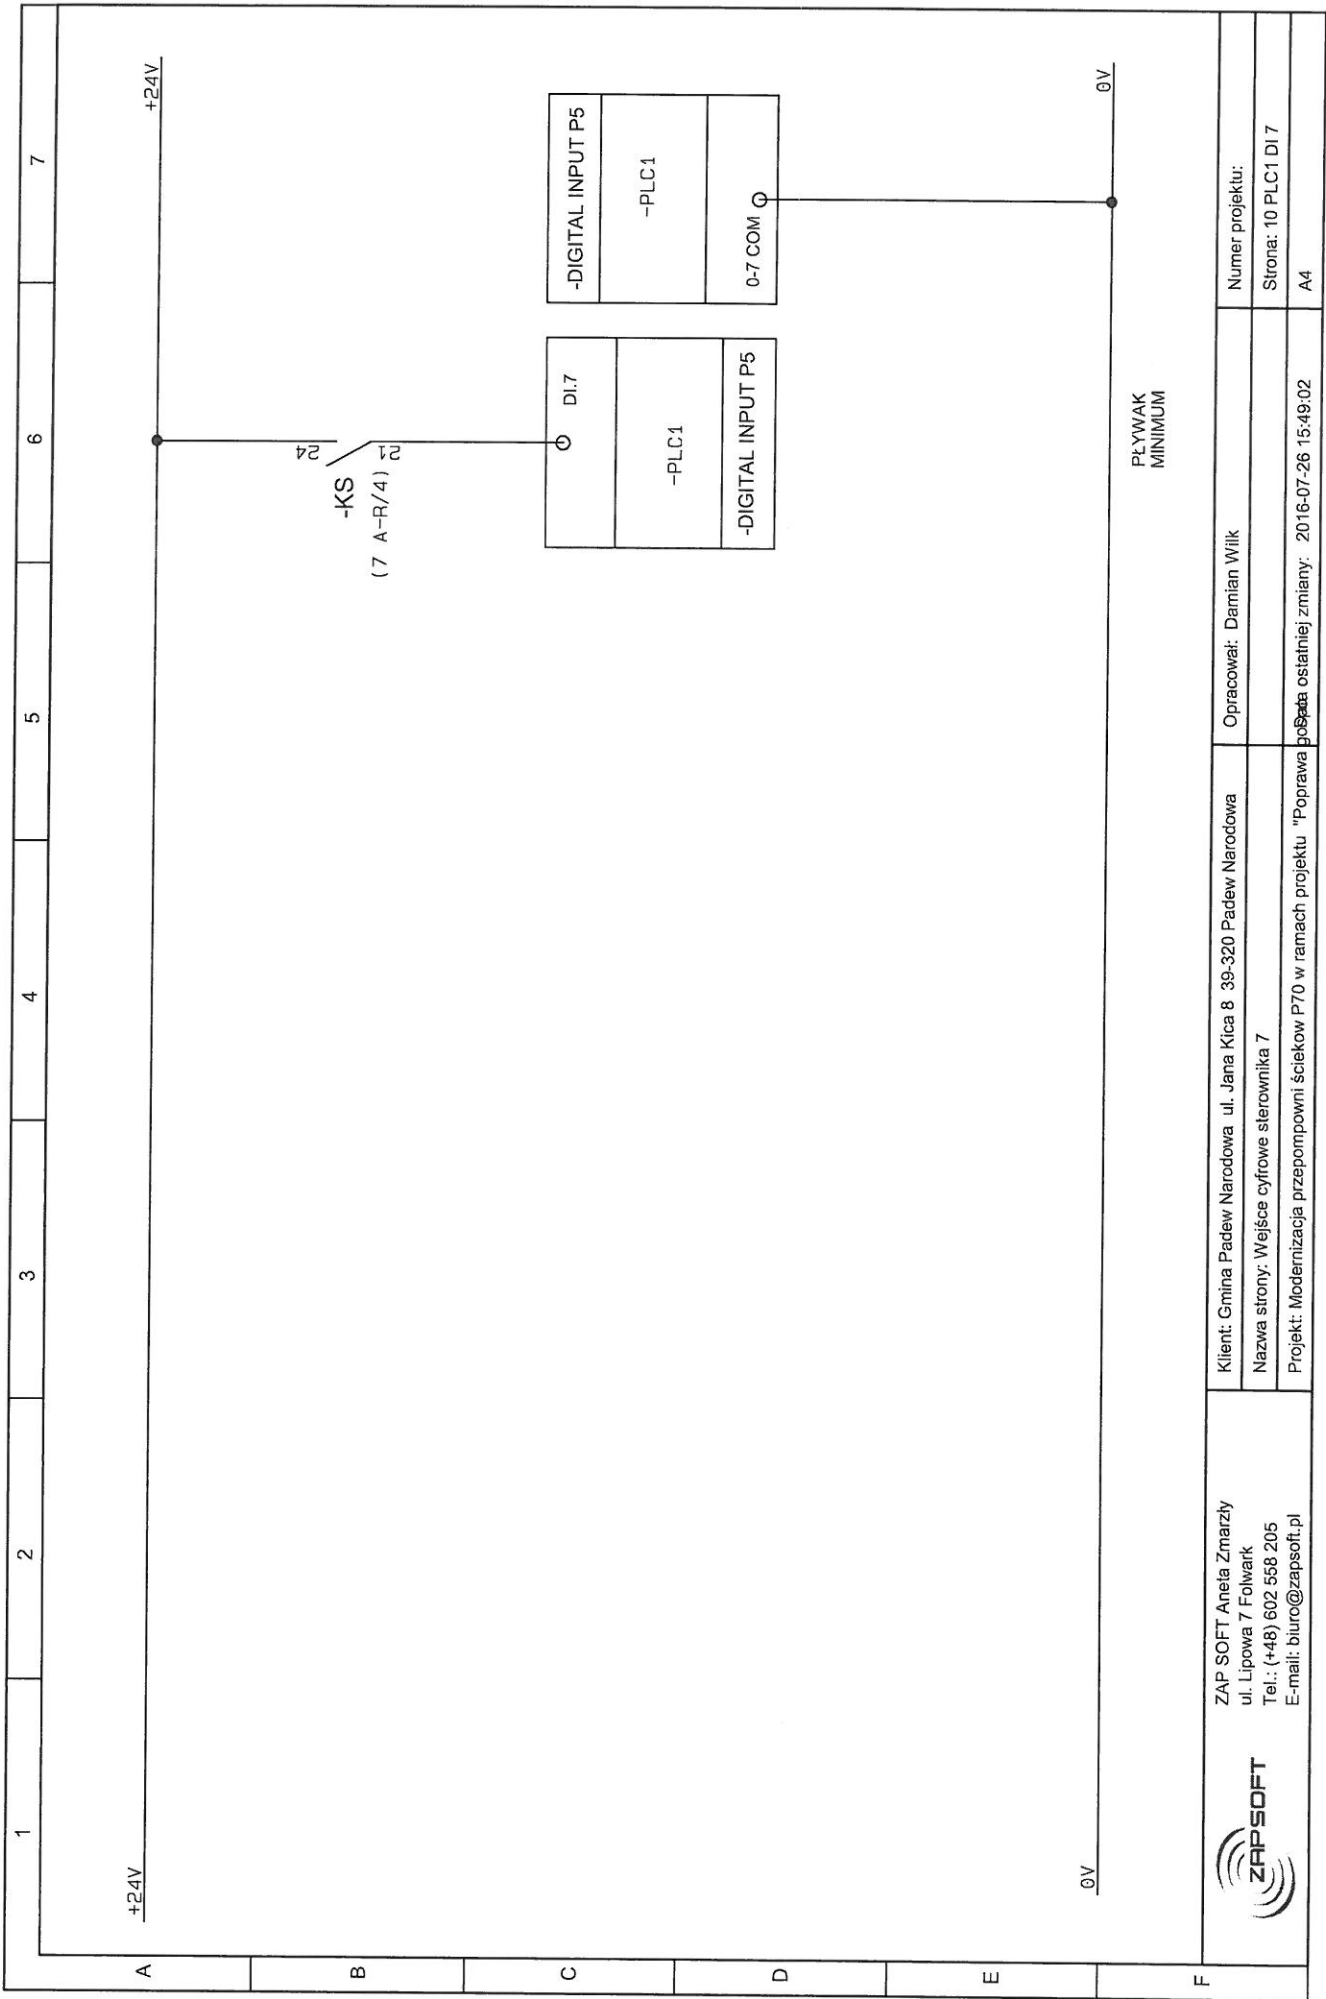 1
2
3
4
5
6
7
A
B
C
D
E
F
+24V
+24V
24
-KS
21
(7 A-R/4)
DI.7
-PLC1
-DIGITAL INPUT P5
-DIGITAL INPUT P5
-PLC1
0-7 COM
0V
0V
PŁYWAK
MINIMUM
ZAPSOFT
ZAP SOFT Aneta Zmarzły
ul. Lipowa 7 Folwark
Tel.: (+48) 602 558 205
E-mail: biuro@zapsoft.pl
Klient: Gmina Padew Narodowa ul. Jana Kica 8 39-320 Padew Narodowa
Nazwa strony: Wejśce cyfrowe sterownika 7
Projekt: Modernizacja przepompowni ściekow P70 w ramach projektu "Poprawa
Opracował: Damian Wilk
ostatniej zmiany: 2016-07-26 15:49:02
Numer projektu:
Strona: 10 PLC1 DI 7
A4